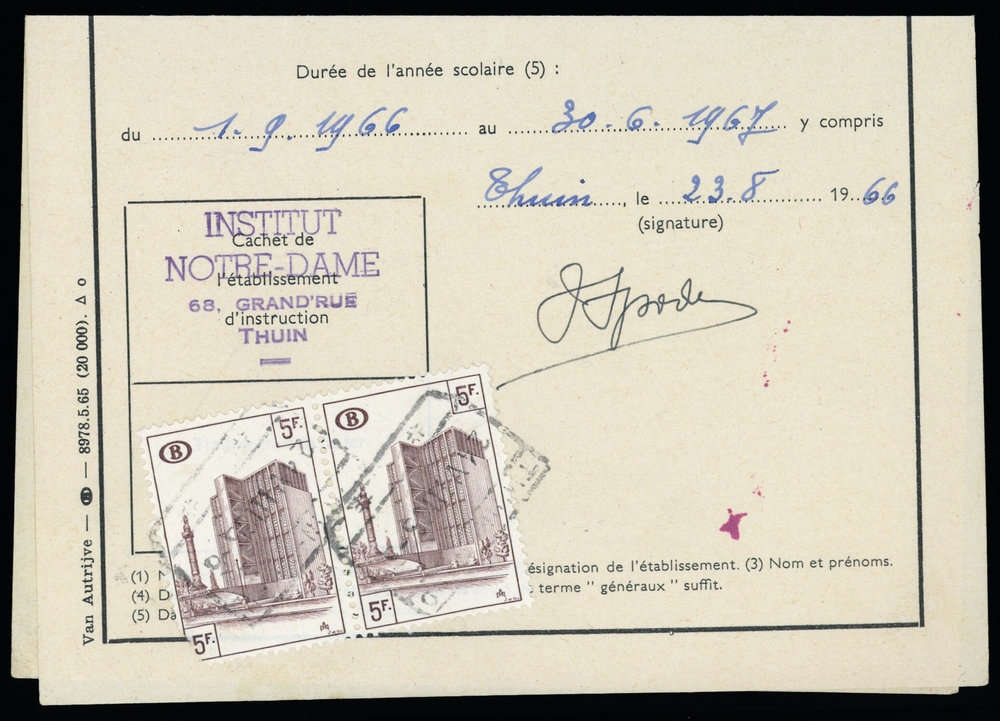 Durée de l'année scolaire (5) :
du 1.9.1966 au 30-6.1967 y compris
Thuin, le 23.8 1966
(signature)
INSTITUT
Cachet de
NOTRE-DAME
l'établissement
68, GRAND'RUE
d'instruction
THUIN
Van Autrijve — B — 8978.5.65 (20 000). Δ o
B 5F.
5F.
B 5F.
5F.
(1) ésignation de l'établissement. (3) Nom et prénoms.
(4) D terme " généraux " suffit.
(5) Da